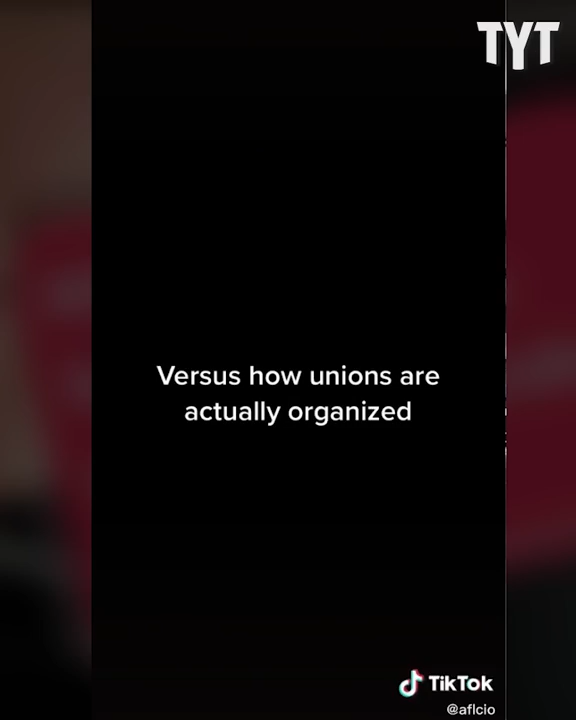 TYT
Versus how unions are
actually organized
TikTok
@aflcio